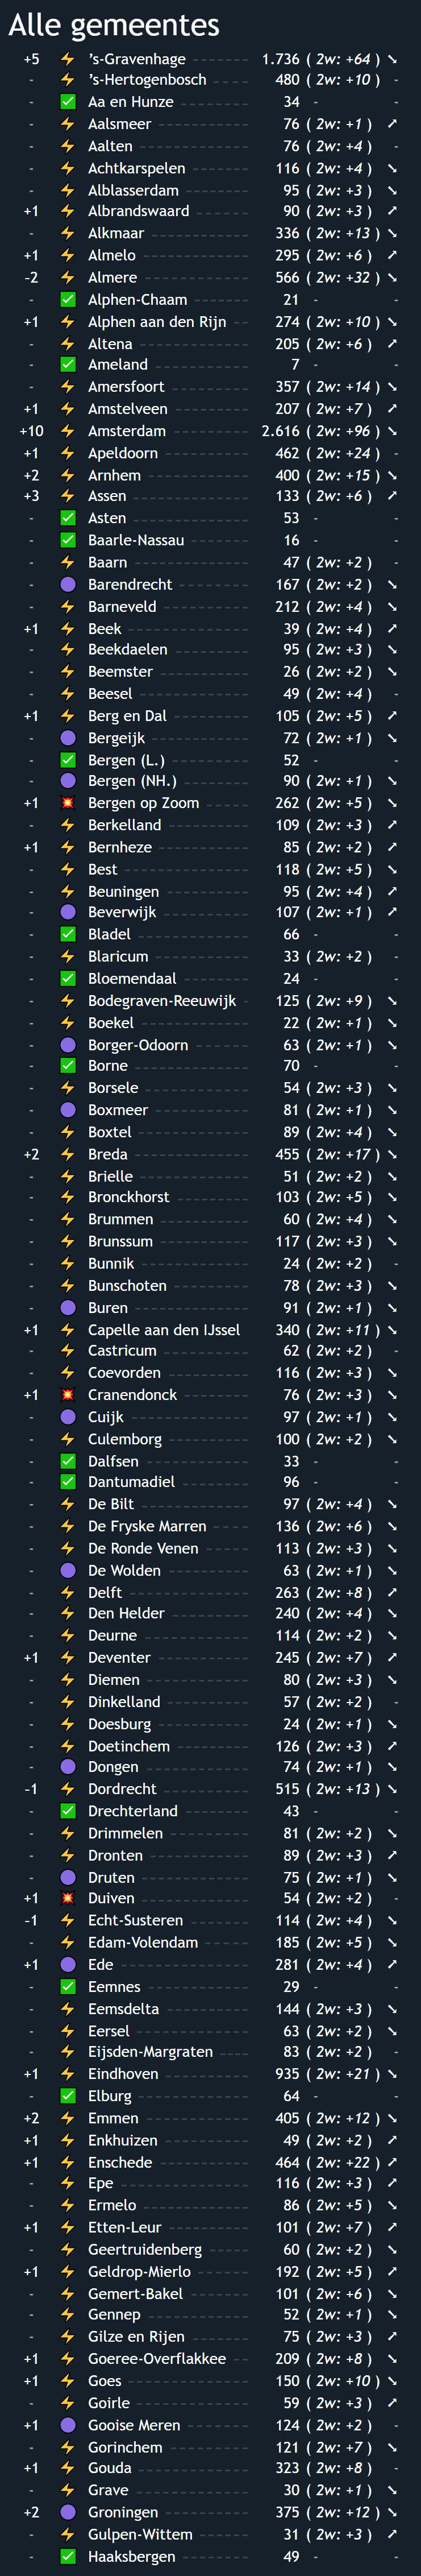 Alle gemeentes
+5 ⚡ ’s-Gravenhage 1.736 ( 2w: +64 ) ↘
- ⚡ ’s-Hertogenbosch 480 ( 2w: +10 ) -
- ✅ Aa en Hunze 34 - -
- ⚡ Aalsmeer 76 ( 2w: +1 ) ↗
- ⚡ Aalten 76 ( 2w: +4 ) -
- ⚡ Achtkarspelen 116 ( 2w: +4 ) ↘
- ⚡ Alblasserdam 95 ( 2w: +3 ) ↘
+1 ⚡ Albrandswaard 90 ( 2w: +3 ) ↗
- ⚡ Alkmaar 336 ( 2w: +13 ) ↘
+1 ⚡ Almelo 295 ( 2w: +6 ) ↗
-2 ⚡ Almere 566 ( 2w: +32 ) ↘
- ✅ Alphen-Chaam 21 - -
+1 ⚡ Alphen aan den Rijn 274 ( 2w: +10 ) ↘
- ⚡ Altena 205 ( 2w: +6 ) ↗
- ✅ Ameland 7 - -
- ⚡ Amersfoort 357 ( 2w: +14 ) ↘
+1 ⚡ Amstelveen 207 ( 2w: +7 ) ↗
+10 ⚡ Amsterdam 2.616 ( 2w: +96 ) ↘
+1 ⚡ Apeldoorn 462 ( 2w: +24 ) -
+2 ⚡ Arnhem 400 ( 2w: +15 ) ↘
+3 ⚡ Assen 133 ( 2w: +6 ) ↗
- ✅ Asten 53 - -
- ✅ Baarle-Nassau 16 - -
- ⚡ Baarn 47 ( 2w: +2 ) -
- 🟣 Barendrecht 167 ( 2w: +2 ) ↘
- ⚡ Barneveld 212 ( 2w: +4 ) ↘
+1 ⚡ Beek 39 ( 2w: +4 ) ↗
- ⚡ Beekdaelen 95 ( 2w: +3 ) ↘
- ⚡ Beemster 26 ( 2w: +2 ) ↘
- ⚡ Beesel 49 ( 2w: +4 ) -
+1 ⚡ Berg en Dal 105 ( 2w: +5 ) ↗
- 🟣 Bergeijk 72 ( 2w: +1 ) ↘
- ✅ Bergen (L.) 52 - -
- 🟣 Bergen (NH.) 90 ( 2w: +1 ) ↘
+1 💥 Bergen op Zoom 262 ( 2w: +5 ) ↘
- ⚡ Berkelland 109 ( 2w: +3 ) ↗
+1 ⚡ Bernheze 85 ( 2w: +2 ) ↗
- ⚡ Best 118 ( 2w: +5 ) ↘
- ⚡ Beuningen 95 ( 2w: +4 ) ↗
- 🟣 Beverwijk 107 ( 2w: +1 ) ↗
- ✅ Bladel 66 - -
- ⚡ Blaricum 33 ( 2w: +2 ) -
- ✅ Bloemendaal 24 - -
- ⚡ Bodegraven-Reeuwijk 125 ( 2w: +9 ) ↘
- ⚡ Boekel 22 ( 2w: +1 ) ↘
- 🟣 Borger-Odoorn 63 ( 2w: +1 ) ↘
- ✅ Borne 70 - -
- ⚡ Borsele 54 ( 2w: +3 ) ↘
- 🟣 Boxmeer 81 ( 2w: +1 ) ↘
- ⚡ Boxtel 89 ( 2w: +4 ) ↘
+2 ⚡ Breda 455 ( 2w: +17 ) ↘
- ⚡ Brielle 51 ( 2w: +2 ) ↘
- ⚡ Bronckhorst 103 ( 2w: +5 ) ↘
- ⚡ Brummen 60 ( 2w: +4 ) ↘
- ⚡ Brunssum 117 ( 2w: +3 ) ↘
- ⚡ Bunnik 24 ( 2w: +2 ) -
- ⚡ Bunschoten 78 ( 2w: +3 ) ↘
- 🟣 Buren 91 ( 2w: +1 ) ↘
+1 ⚡ Capelle aan den IJssel 340 ( 2w: +11 ) ↘
- ⚡ Castricum 62 ( 2w: +2 ) -
- ⚡ Coevorden 116 ( 2w: +3 ) ↘
+1 💥 Cranendonck 76 ( 2w: +3 ) ↘
- 🟣 Cuijk 97 ( 2w: +1 ) ↘
- ⚡ Culemborg 100 ( 2w: +2 ) ↘
- ✅ Dalfsen 33 - -
- ✅ Dantumadiel 96 - -
- ⚡ De Bilt 97 ( 2w: +4 ) ↘
- ⚡ De Fryske Marren 136 ( 2w: +6 ) ↘
- ⚡ De Ronde Venen 113 ( 2w: +3 ) ↘
- 🟣 De Wolden 63 ( 2w: +1 ) ↘
- ⚡ Delft 263 ( 2w: +8 ) ↗
- ⚡ Den Helder 240 ( 2w: +4 ) ↘
- ⚡ Deurne 114 ( 2w: +2 ) ↘
+1 ⚡ Deventer 245 ( 2w: +7 ) ↗
- ⚡ Diemen 80 ( 2w: +3 ) ↘
- ⚡ Dinkelland 57 ( 2w: +2 ) -
- ⚡ Doesburg 24 ( 2w: +1 ) ↘
- ⚡ Doetinchem 126 ( 2w: +3 ) ↗
- 🟣 Dongen 74 ( 2w: +1 ) ↘
-1 ⚡ Dordrecht 515 ( 2w: +13 ) ↘
- ✅ Drechterland 43 - -
- ⚡ Drimmelen 81 ( 2w: +2 ) ↘
- ⚡ Dronten 89 ( 2w: +3 ) ↗
- 🟣 Druten 75 ( 2w: +1 ) ↘
+1 💥 Duiven 54 ( 2w: +2 ) -
-1 ⚡ Echt-Susteren 114 ( 2w: +4 ) ↘
- ⚡ Edam-Volendam 185 ( 2w: +5 ) ↘
+1 🟣 Ede 281 ( 2w: +4 ) ↗
- ✅ Eemnes 29 - -
- ⚡ Eemsdelta 144 ( 2w: +3 ) ↘
- ⚡ Eersel 63 ( 2w: +2 ) ↘
- ⚡ Eijsden-Margraten 83 ( 2w: +2 ) -
+1 ⚡ Eindhoven 935 ( 2w: +21 ) ↘
- ✅ Elburg 64 - -
+2 ⚡ Emmen 405 ( 2w: +12 ) ↘
+1 ⚡ Enkhuizen 49 ( 2w: +2 ) ↗
+1 ⚡ Enschede 464 ( 2w: +22 ) ↗
- ⚡ Epe 116 ( 2w: +3 ) ↗
- ⚡ Ermelo 86 ( 2w: +5 ) ↘
+1 ⚡ Etten-Leur 101 ( 2w: +7 ) ↗
- ⚡ Geertruidenberg 60 ( 2w: +2 ) ↘
+1 ⚡ Geldrop-Mierlo 192 ( 2w: +5 ) ↗
- ⚡ Gemert-Bakel 101 ( 2w: +6 ) ↘
- ⚡ Gennep 52 ( 2w: +1 ) ↘
- ⚡ Gilze en Rijen 75 ( 2w: +3 ) ↗
+1 ⚡ Goeree-Overflakkee 209 ( 2w: +8 ) ↘
+1 ⚡ Goes 150 ( 2w: +10 ) ↘
- ⚡ Goirle 59 ( 2w: +3 ) ↗
+1 🟣 Gooise Meren 124 ( 2w: +2 ) -
- ⚡ Gorinchem 121 ( 2w: +7 ) ↘
+1 ⚡ Gouda 323 ( 2w: +8 ) -
- ⚡ Grave 30 ( 2w: +1 ) ↘
+2 🟣 Groningen 375 ( 2w: +12 ) ↘
- ⚡ Gulpen-Wittem 31 ( 2w: +3 ) ↗
- ✅ Haaksbergen 49 - -